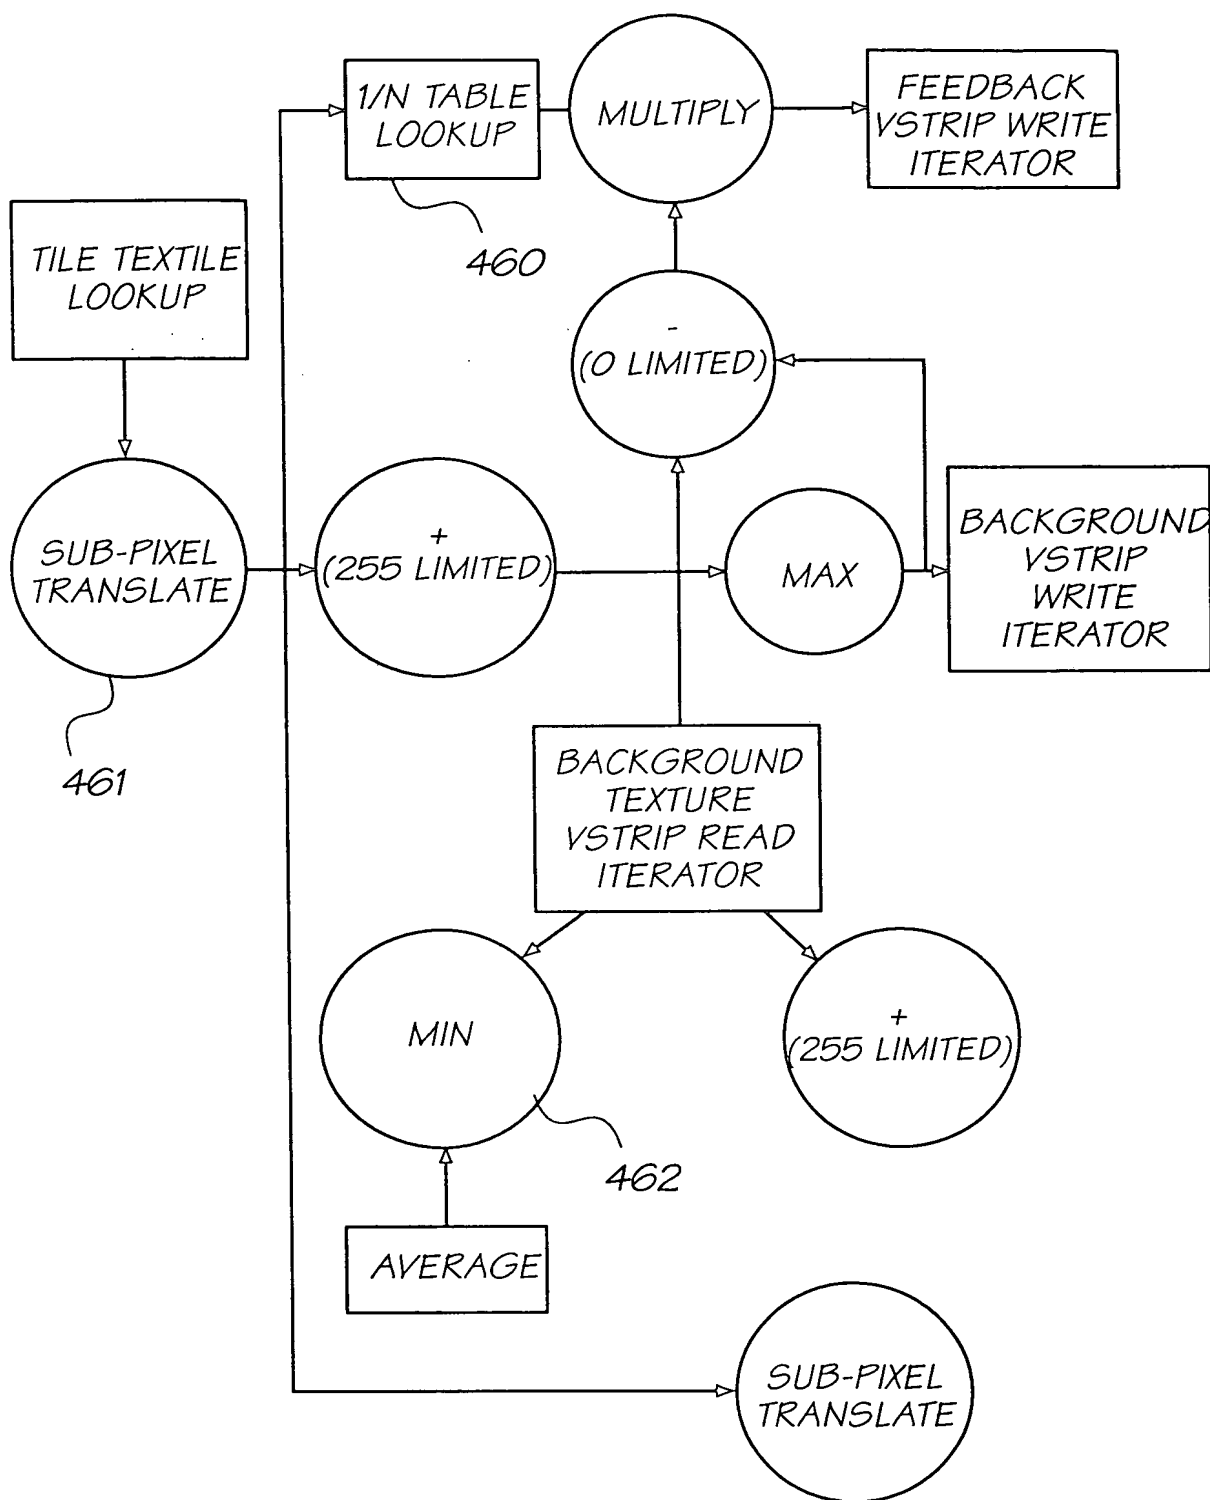 1/N TABLE
LOOKUP
MULTIPLY
FEEDBACK
VSTRIP WRITE
ITERATOR
460
TILE TEXTILE
LOOKUP
-
(0 LIMITED)
SUB-PIXEL
TRANSLATE
461
+
(255 LIMITED)
MAX
BACKGROUND
VSTRIP
WRITE
ITERATOR
BACKGROUND
TEXTURE
VSTRIP READ
ITERATOR
MIN
462
+
(255 LIMITED)
AVERAGE
SUB-PIXEL
TRANSLATE